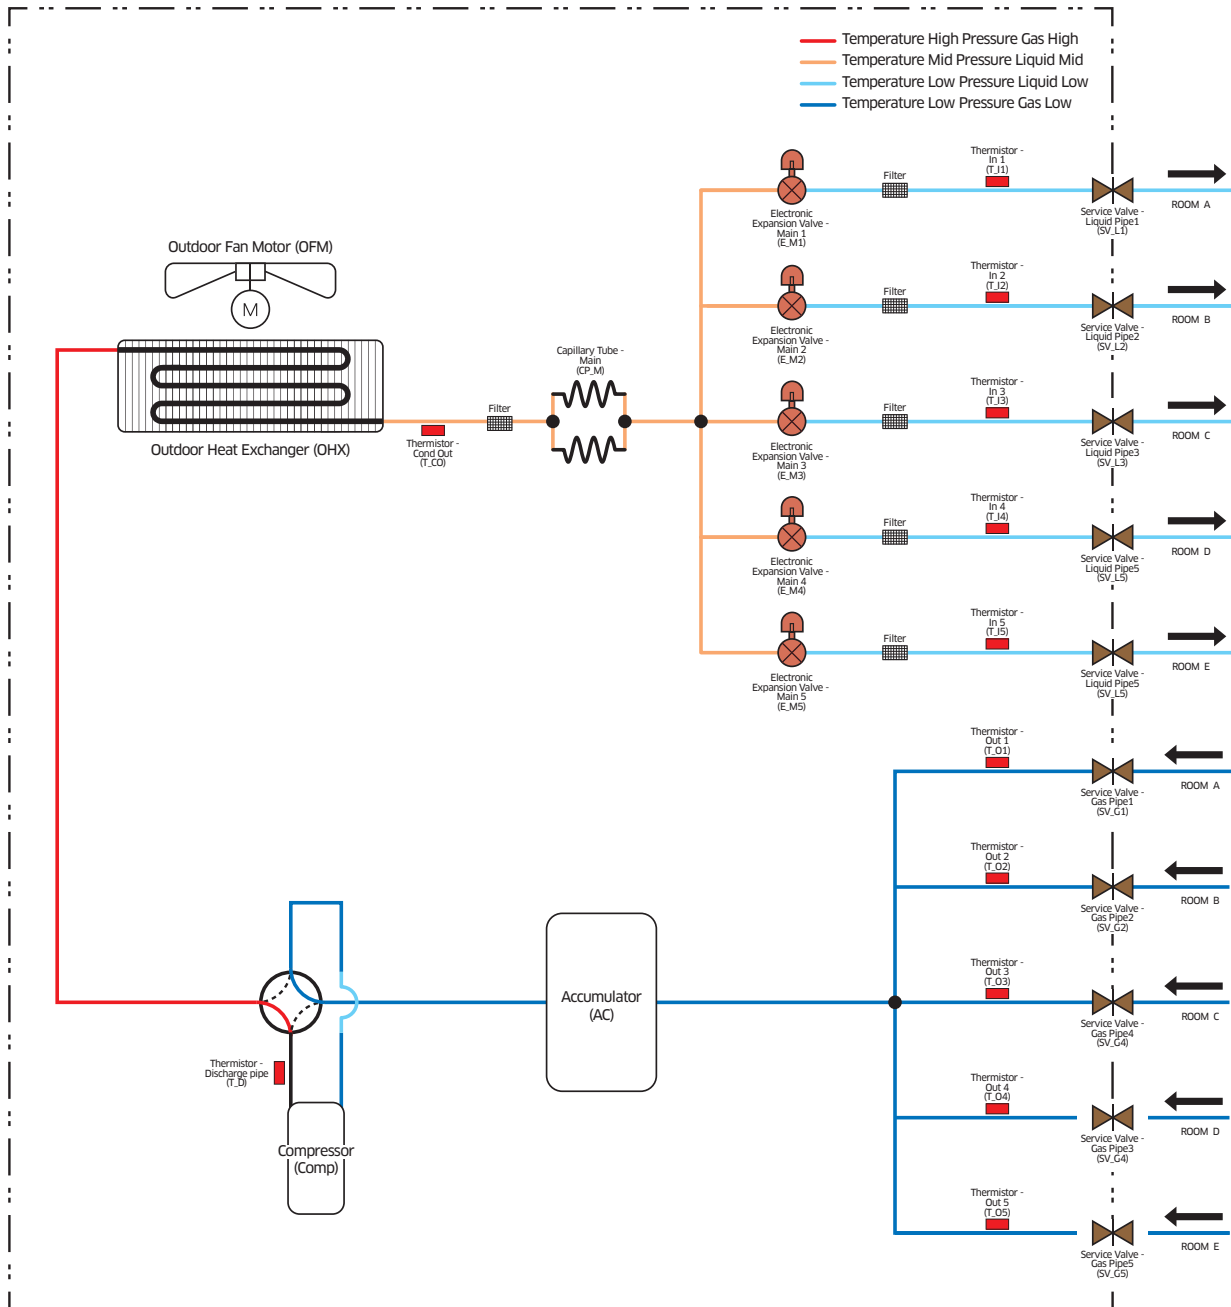 Temperature High Pressure Gas High
Temperature Mid Pressure Liquid Mid
Temperature Low Pressure Liquid Low
Temperature Low Pressure Gas Low
Outdoor Fan Motor (OFM)
M
Outdoor Heat Exchanger (OHX)
Thermistor -
Cond Out
(T_CO)
Filter
Capillary Tube -
Main
(CP_M)
Electronic
Expansion Valve -
Main 1
(E_M1)
Filter
Thermistor -
In 1
(T_I1)
Service Valve -
Liquid Pipe1
(SV_L1)
ROOM A
Electronic
Expansion Valve -
Main 2
(E_M2)
Filter
Thermistor -
In 2
(T_I2)
Service Valve -
Liquid Pipe2
(SV_L2)
ROOM B
Electronic
Expansion Valve -
Main 3
(E_M3)
Filter
Thermistor -
In 3
(T_I3)
Service Valve -
Liquid Pipe3
(SV_L3)
ROOM C
Electronic
Expansion Valve -
Main 4
(E_M4)
Filter
Thermistor -
In 4
(T_I4)
Service Valve -
Liquid Pipe5
(SV_L5)
ROOM D
Electronic
Expansion Valve -
Main 5
(E_M5)
Filter
Thermistor -
In 5
(T_I5)
Service Valve -
Liquid Pipe5
(SV_L5)
ROOM E
Thermistor -
Out 1
(T_O1)
Service Valve -
Gas Pipe1
(SV_G1)
ROOM A
Thermistor -
Out 2
(T_O2)
Service Valve -
Gas Pipe2
(SV_G2)
ROOM B
Thermistor -
Out 3
(T_O3)
Service Valve -
Gas Pipe4
(SV_G4)
ROOM C
Thermistor -
Out 4
(T_O4)
Service Valve -
Gas Pipe3
(SV_G4)
ROOM D
Thermistor -
Out 5
(T_O5)
Service Valve -
Gas Pipe5
(SV_G5)
ROOM E
Accumulator
(AC)
Thermistor -
Discharge pipe
(T_D)
Compressor
(Comp)